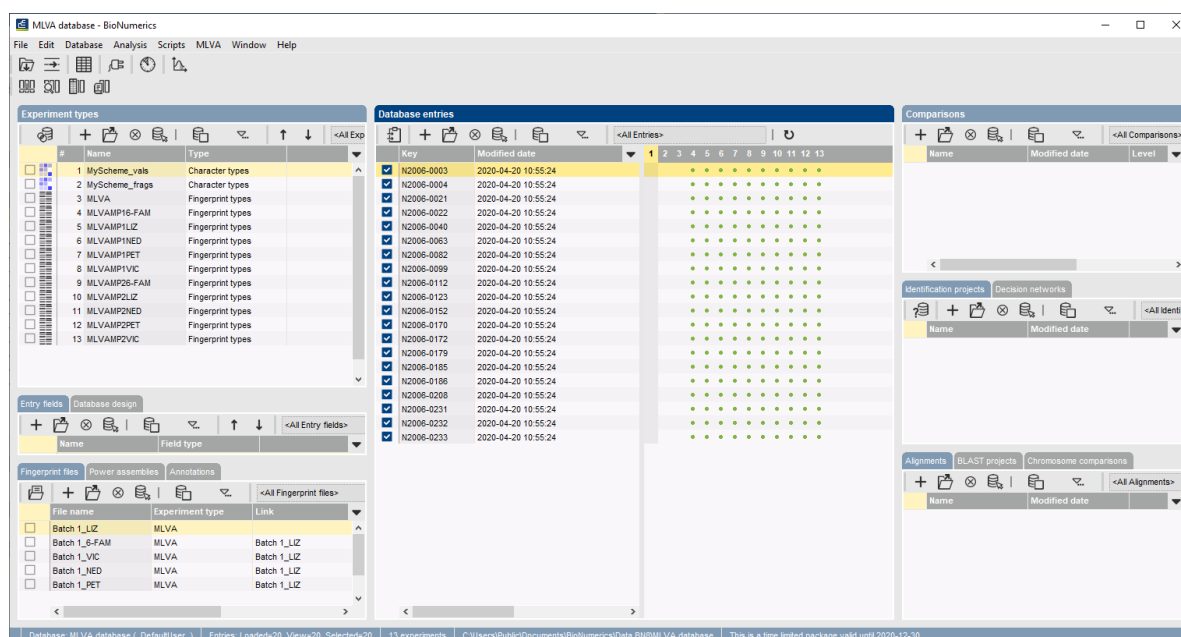 MLVA database - BioNumerics
File Edit Database Analysis Scripts MLVA Window Help
Experiment types
<All Exp
# Name Type
1 MyScheme_vals Character types
2 MyScheme_frags Character types
3 MLVA Fingerprint types
4 MLVAMP16-FAM Fingerprint types
5 MLVAMP1LIZ Fingerprint types
6 MLVAMP1NED Fingerprint types
7 MLVAMP1PET Fingerprint types
8 MLVAMP1VIC Fingerprint types
9 MLVAMP26-FAM Fingerprint types
10 MLVAMP2LIZ Fingerprint types
11 MLVAMP2NED Fingerprint types
12 MLVAMP2PET Fingerprint types
13 MLVAMP2VIC Fingerprint types
Entry fields Database design
<All Entry fields>
Name Field type
Fingerprint files Power assemblies Annotations
<All Fingerprint files>
File name Experiment type Link
Batch 1_LIZ MLVA
Batch 1_6-FAM MLVA Batch 1_LIZ
Batch 1_VIC MLVA Batch 1_LIZ
Batch 1_NED MLVA Batch 1_LIZ
Batch 1_PET MLVA Batch 1_LIZ
Database entries
<All Entries>
Key Modified date 1 2 3 4 5 6 7 8 9 10 11 12 13
N2006-0003 2020-04-20 10:55:24
N2006-0004 2020-04-20 10:55:24
N2006-0021 2020-04-20 10:55:24
N2006-0022 2020-04-20 10:55:24
N2006-0040 2020-04-20 10:55:24
N2006-0063 2020-04-20 10:55:24
N2006-0082 2020-04-20 10:55:24
N2006-0099 2020-04-20 10:55:24
N2006-0112 2020-04-20 10:55:24
N2006-0123 2020-04-20 10:55:24
N2006-0152 2020-04-20 10:55:24
N2006-0170 2020-04-20 10:55:24
N2006-0172 2020-04-20 10:55:24
N2006-0179 2020-04-20 10:55:24
N2006-0185 2020-04-20 10:55:24
N2006-0186 2020-04-20 10:55:24
N2006-0208 2020-04-20 10:55:24
N2006-0231 2020-04-20 10:55:24
N2006-0232 2020-04-20 10:55:24
N2006-0233 2020-04-20 10:55:24
Comparisons
<All Comparisons>
Name Modified date Level
Identification projects Decision networks
<All Identi
Name Modified date
Alignments BLAST projects Chromosome comparisons
<All Alignments>
Name Modified date
Database: MLVA database (_DefaultUser_) Entries: Loaded=20, View=20, Selected=20 13 experiments C:\Users\Public\Documents\BioNumerics\Data BN8\MLVA database This is a time limited package valid until 2020-12-30